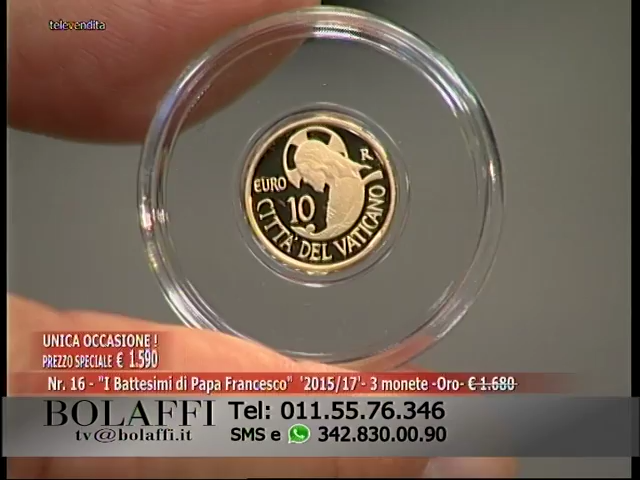 televendita
R
EURO
10
CITTA' DEL VATICANO
UNICA OCCASIONE !
PREZZO SPECIALE € 1.590
Nr. 16 - "I Battesimi di Papa Francesco" '2015/17'- 3 monete -Oro- € 1.680
BOLAFFI Tel: 011.55.76.346
tv@bolaffi.it SMS e 342.830.00.90